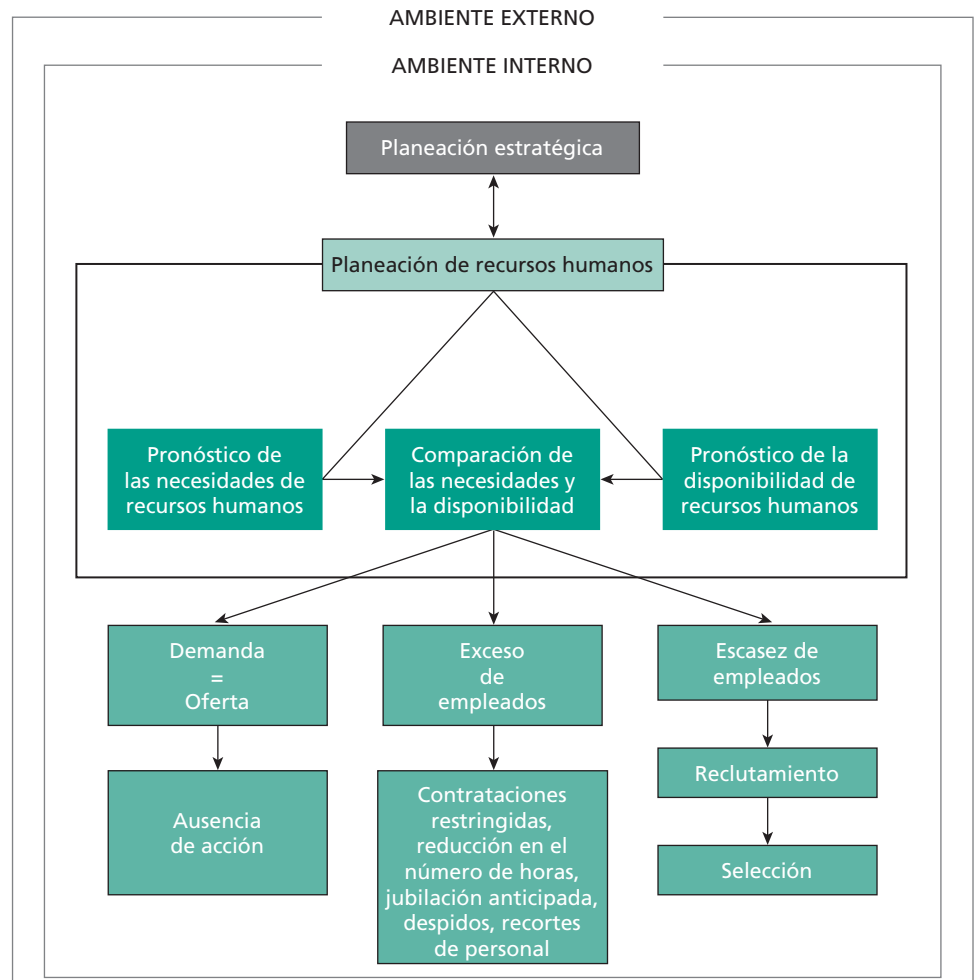 AMBIENTE EXTERNO
AMBIENTE INTERNO
Planeación estratégica
Planeación de recursos humanos
Pronóstico de
las necesidades de
recursos humanos
Comparación de
las necesidades y
la disponibilidad
Pronóstico de la
disponibilidad de
recursos humanos
Demanda
=
Oferta
Exceso
de
empleados
Escasez de
empleados
Ausencia
de acción
Contrataciones
restringidas,
reducción en el
número de horas,
jubilación anticipada,
despidos, recortes
de personal
Reclutamiento
Selección